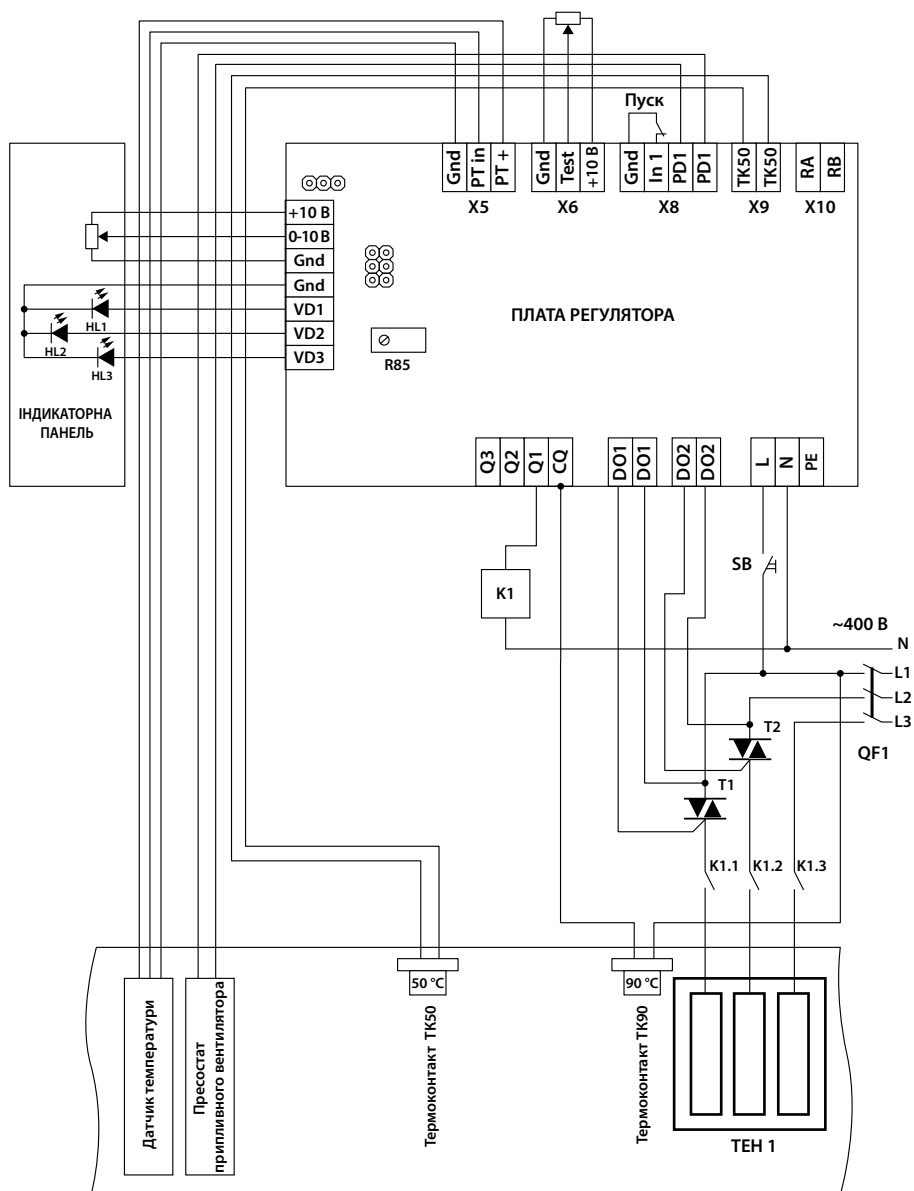 Пуск
Gnd
PT in
PT +
Gnd
Test
+10 В
Gnd
In 1
PD1
PD1
TK50
TK50
RA
RB
X5
X6
X8
X9
X10
+10 В
0-10 В
Gnd
Gnd
VD1
VD2
VD3
HL1
HL2
HL3
ПЛАТА РЕГУЛЯТОРА
R85
ІНДИКАТОРНА
ПАНЕЛЬ
Q3
Q2
Q1
CQ
DO1
DO1
DO2
DO2
L
N
PE
SB
K1
~400 В
N
L1
L2
L3
QF1
T2
T1
K1.1
K1.2
K1.3
50 °C
90 °C
Датчик температури
Пресостат
припливного вентилятора
Термоконтакт TK50
Термоконтакт TK90
ТЕН 1